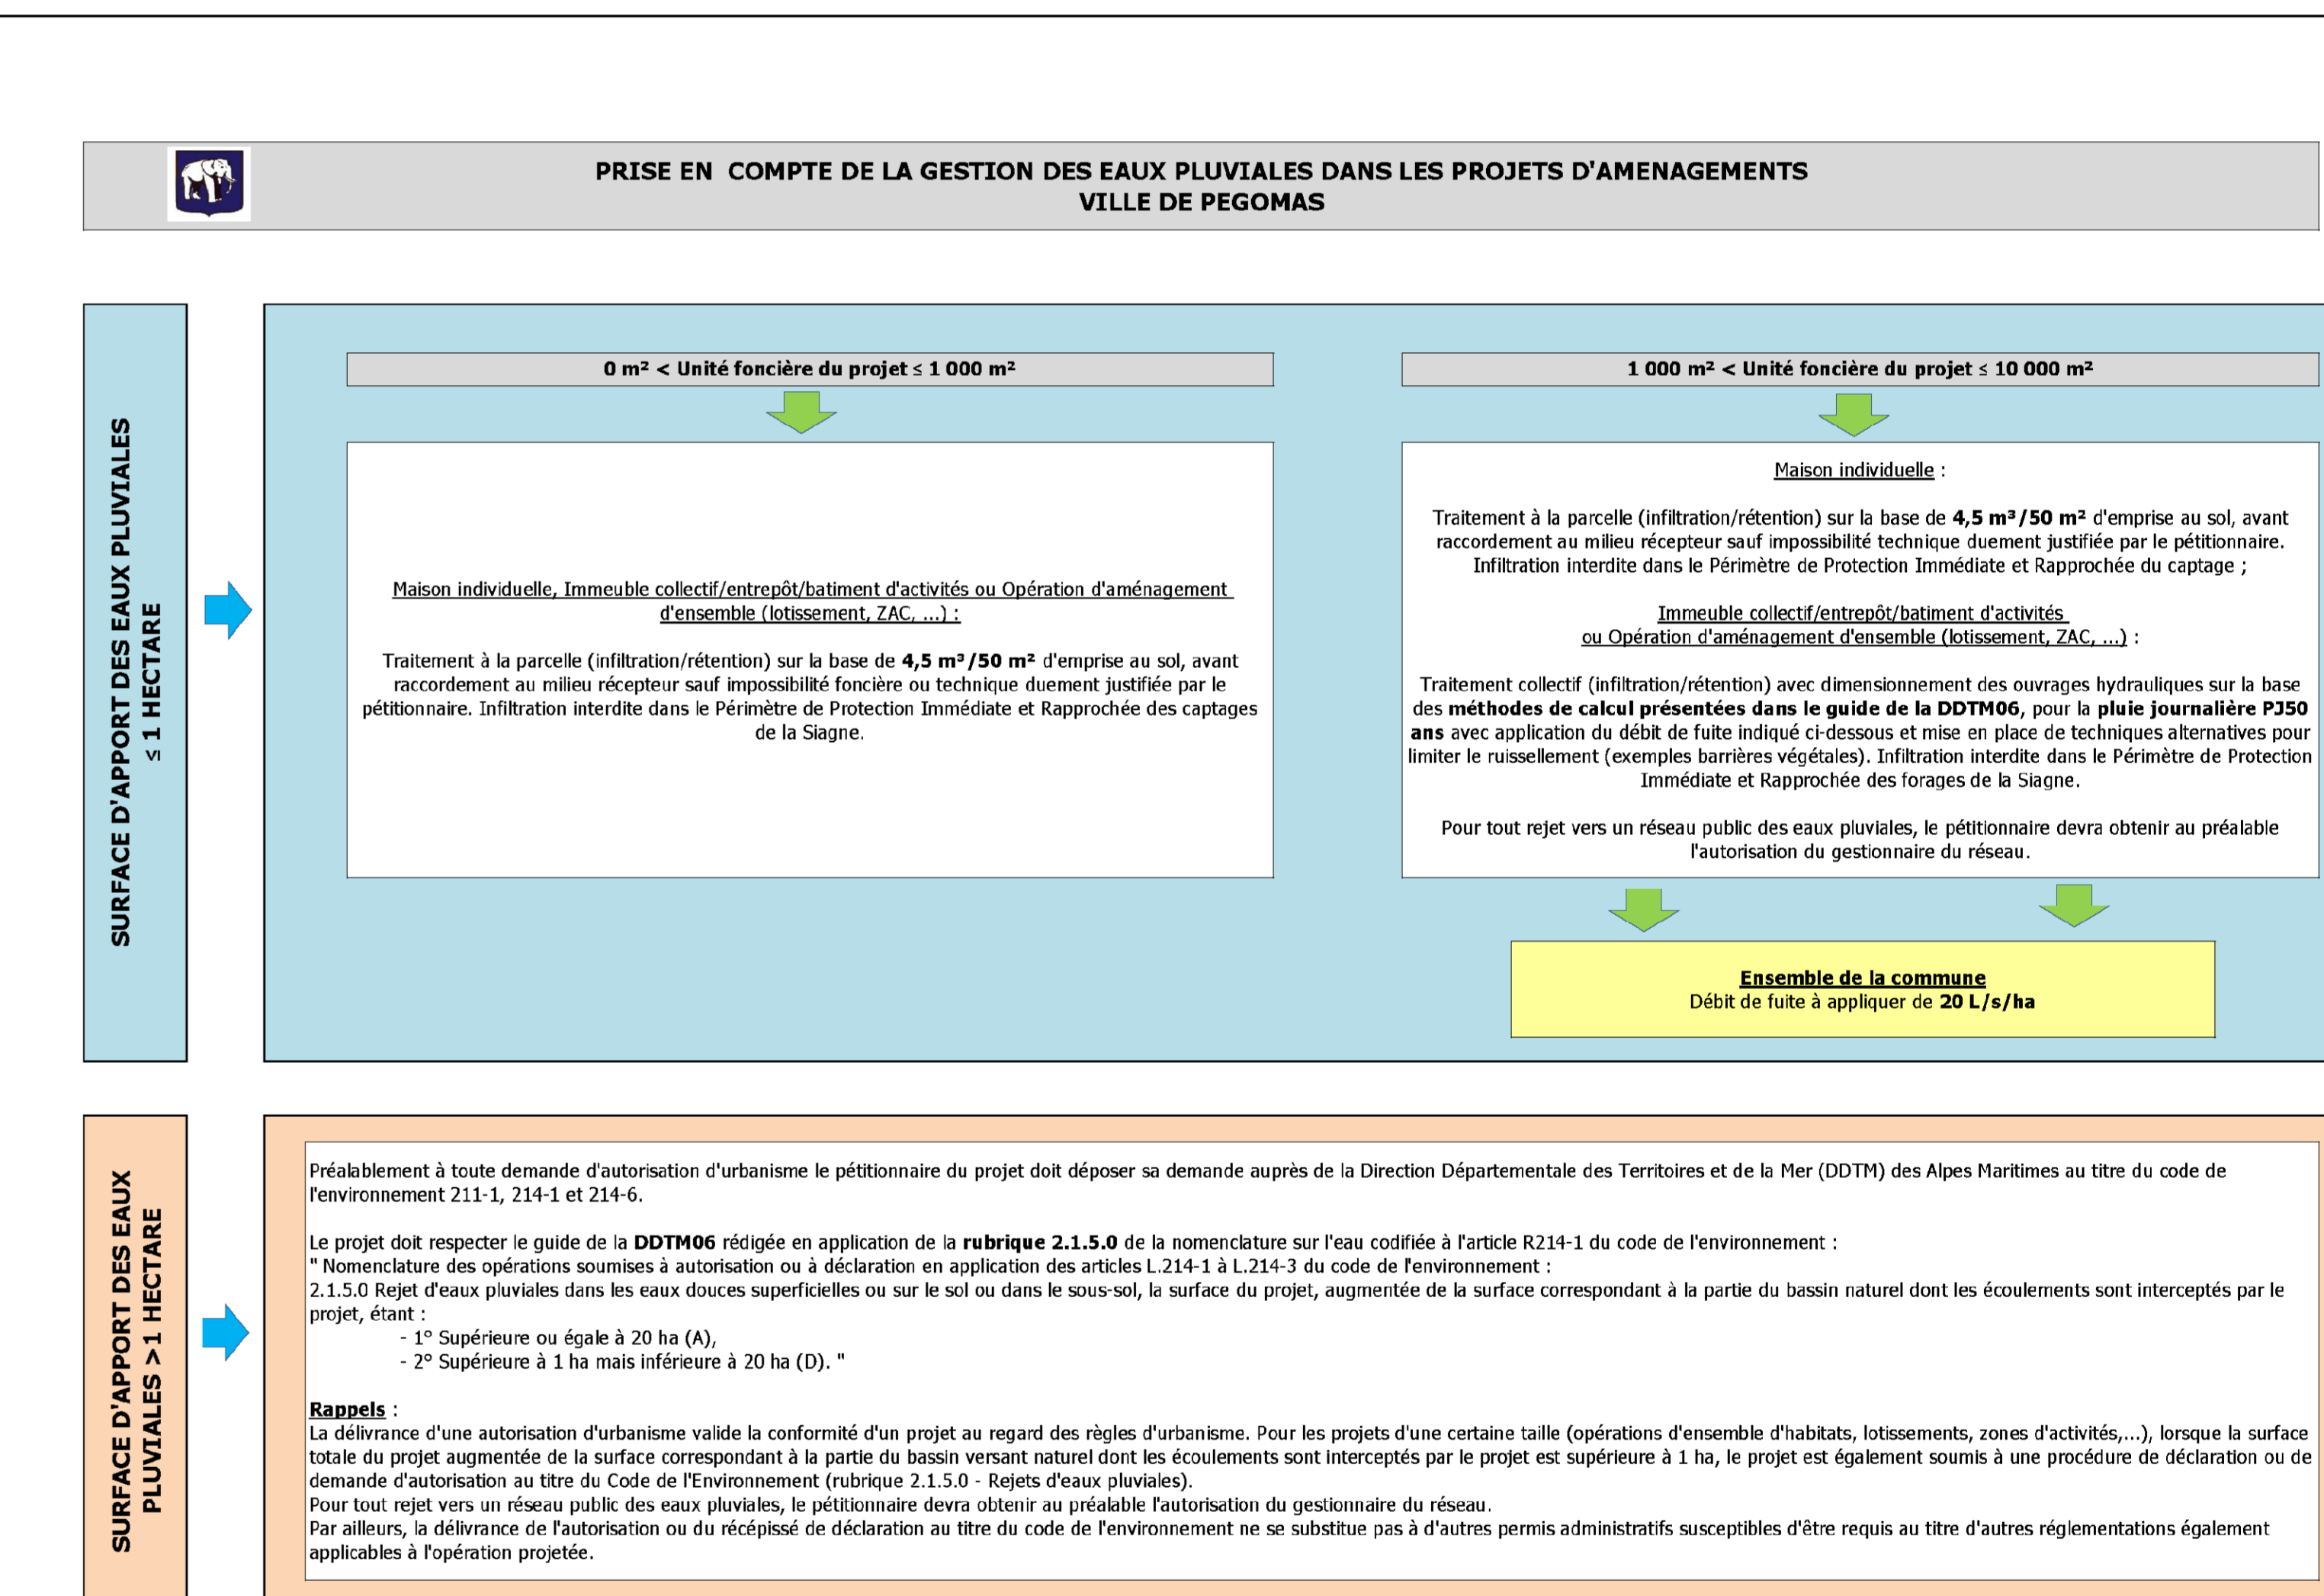 PRISE EN  COMPTE DE LA GESTION DES EAUX PLUVIALES DANS LES PROJETS D'AMENAGEMENTS
VILLE DE PEGOMAS
SURFACE D'APPORT DES EAUX PLUVIALES
≤ 1 HECTARE
0 m² < Unité foncière du projet ≤ 1 000 m²
Maison individuelle, Immeuble collectif/entrepôt/batiment d'activités ou Opération d'aménagement
d'ensemble (lotissement, ZAC, ...) :
Traitement à la parcelle (infiltration/rétention) sur la base de 4,5 m³/50 m² d'emprise au sol, avant
raccordement au milieu récepteur sauf impossibilité foncière ou technique duement justifiée par le
pétitionnaire. Infiltration interdite dans le Périmètre de Protection Immédiate et Rapprochée des captages
de la Siagne.
1 000 m² < Unité foncière du projet ≤ 10 000 m²
Maison individuelle :
Traitement à la parcelle (infiltration/rétention) sur la base de 4,5 m³/50 m² d'emprise au sol, avant
raccordement au milieu récepteur sauf impossibilité technique duement justifiée par le pétitionnaire.
Infiltration interdite dans le Périmètre de Protection Immédiate et Rapprochée du captage ;
Immeuble collectif/entrepôt/batiment d'activités
ou Opération d'aménagement d'ensemble (lotissement, ZAC, ...) :
Traitement collectif (infiltration/rétention) avec dimensionnement des ouvrages hydrauliques sur la base
des méthodes de calcul présentées dans le guide de la DDTM06, pour la pluie journalière PJ50
ans avec application du débit de fuite indiqué ci-dessous et mise en place de techniques alternatives pour
limiter le ruissellement (exemples barrières végétales). Infiltration interdite dans le Périmètre de Protection
Immédiate et Rapprochée des forages de la Siagne.
Pour tout rejet vers un réseau public des eaux pluviales, le pétitionnaire devra obtenir au préalable
l'autorisation du gestionnaire du réseau.
Ensemble de la commune
Débit de fuite à appliquer de 20 L/s/ha
SURFACE D'APPORT DES EAUX
PLUVIALES > 1 HECTARE
Préalablement à toute demande d'autorisation d'urbanisme le pétitionnaire du projet doit déposer sa demande auprès de la Direction Départementale des Territoires et de la Mer (DDTM) des Alpes Maritimes au titre du code de
l'environnement 211-1, 214-1 et 214-6.
Le projet doit respecter le guide de la DDTM06 rédigée en application de la rubrique 2.1.5.0 de la nomenclature sur l'eau codifiée à l'article R214-1 du code de l'environnement :
" Nomenclature des opérations soumises à autorisation ou à déclaration en application des articles L.214-1 à L.214-3 du code de l'environnement :
2.1.5.0 Rejet d'eaux pluviales dans les eaux douces superficielles ou sur le sol ou dans le sous-sol, la surface du projet, augmentée de la surface correspondant à la partie du bassin naturel dont les écoulements sont interceptés par le
projet, étant :
- 1° Supérieure ou égale à 20 ha (A),
- 2° Supérieure à 1 ha mais inférieure à 20 ha (D). "
Rappels :
La délivrance d'une autorisation d'urbanisme valide la conformité d'un projet au regard des règles d'urbanisme. Pour les projets d'une certaine taille (opérations d'ensemble d'habitats, lotissements, zones d'activités,...), lorsque la surface
totale du projet augmentée de la surface correspondant à la partie du bassin versant naturel dont les écoulements sont interceptés par le projet est supérieure à 1 ha, le projet est également soumis à une procédure de déclaration ou de
demande d'autorisation au titre du Code de l'Environnement (rubrique 2.1.5.0 - Rejets d'eaux pluviales).
Pour tout rejet vers un réseau public des eaux pluviales, le pétitionnaire devra obtenir au préalable l'autorisation du gestionnaire du réseau.
Par ailleurs, la délivrance de l'autorisation ou du récépissé de déclaration au titre du code de l'environnement ne se substitue pas à d'autres permis administratifs susceptibles d'être requis au titre d'autres réglementations également
applicables à l'opération projetée.